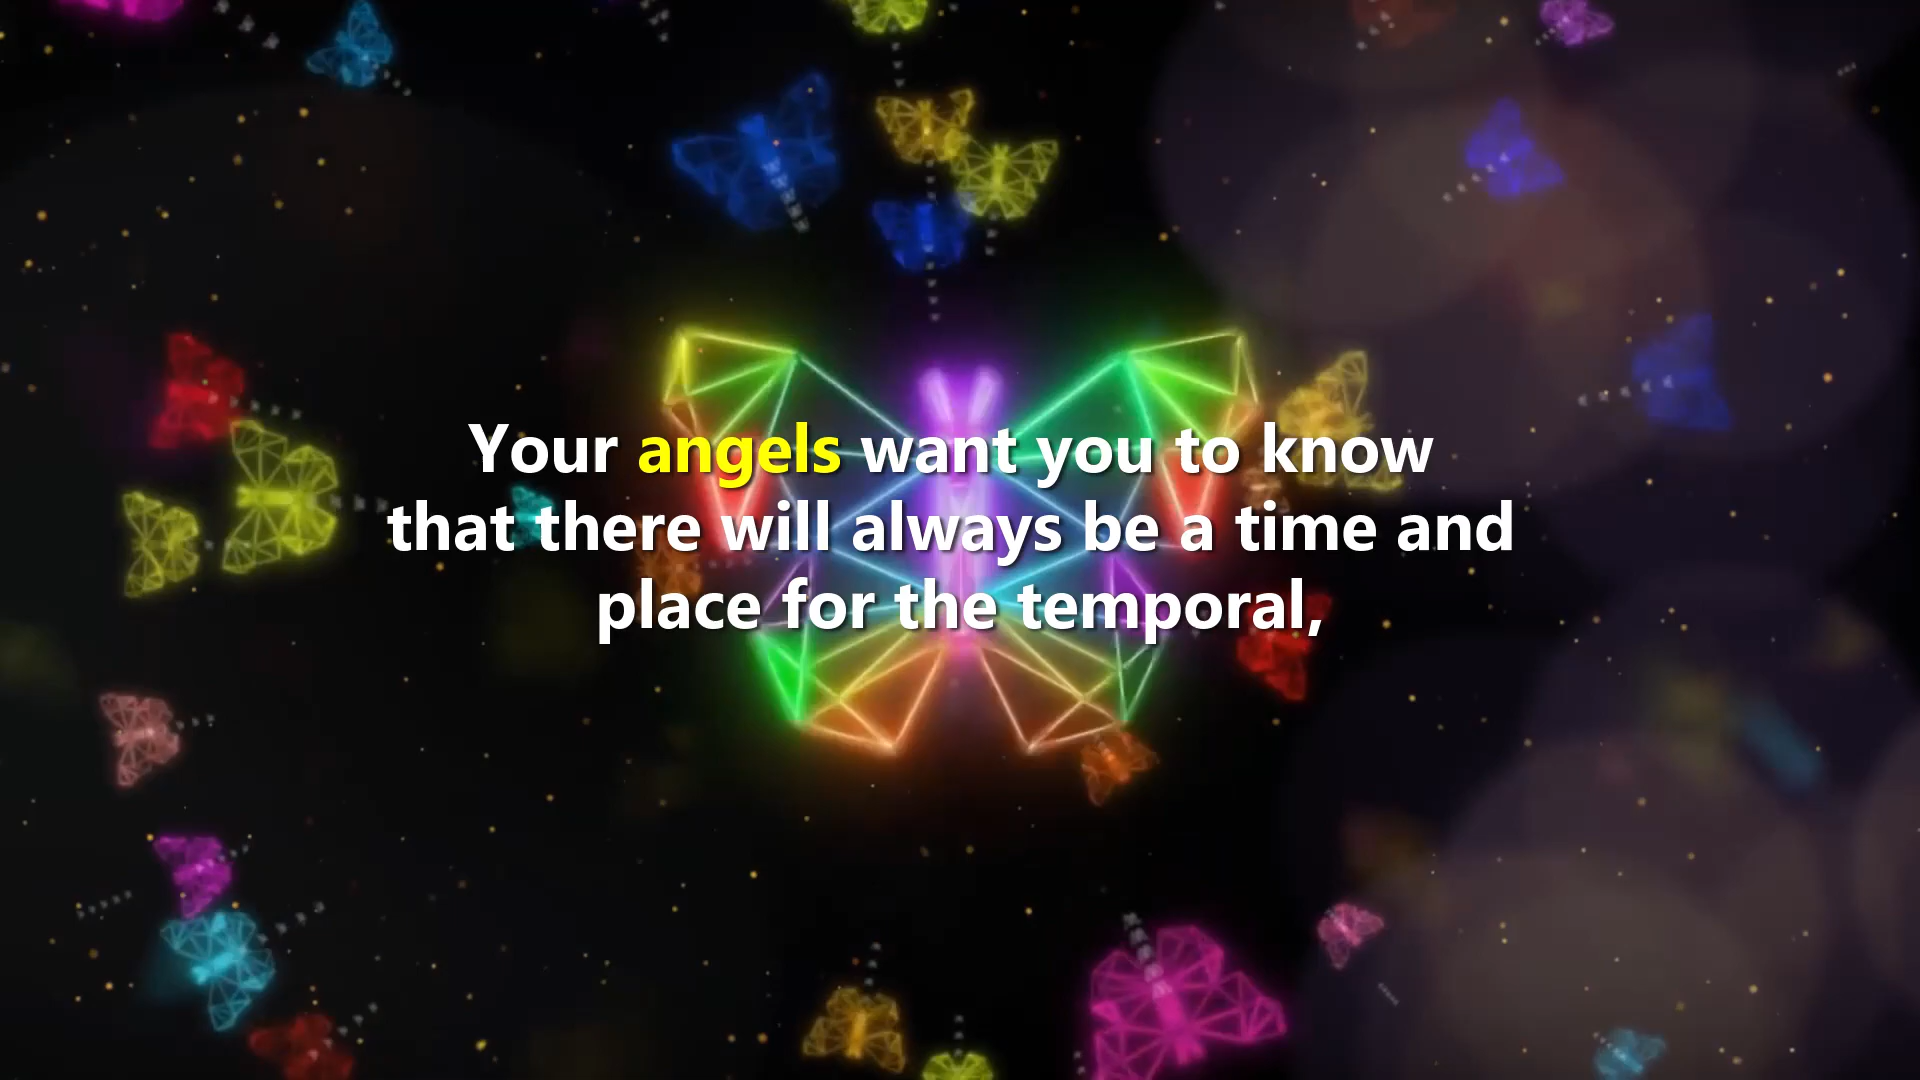 Your angels want you to know
that there will always be a time and
place for the temporal,